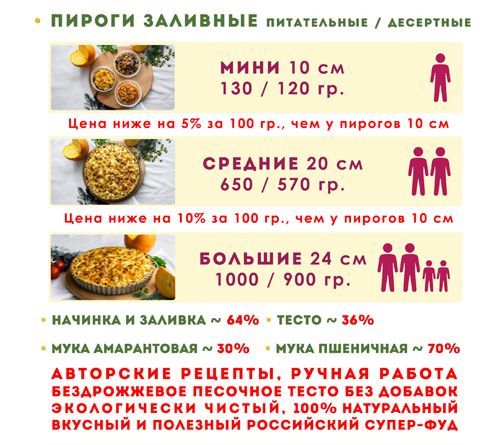 • ПИРОГИ ЗАЛИВНЫЕ ПИТАТЕЛЬНЫЕ / ДЕСЕРТНЫЕ
МИНИ 10 см
130 / 120 гр.
Цена ниже на 5% за 100 гр., чем у пирогов 10 см
СРЕДНИЕ 20 см
650 / 570 гр.
Цена ниже на 10% за 100 гр., чем у пирогов 10 см
БОЛЬШИЕ 24 см
1000 / 900 гр.
• НАЧИНКА И ЗАЛИВКА ~ 64% • ТЕСТО ~ 36%
• МУКА АМАРАНТОВАЯ ~ 30% • МУКА ПШЕНИЧНАЯ ~ 70%
АВТОРСКИЕ РЕЦЕПТЫ, РУЧНАЯ РАБОТА
БЕЗДРОЖЖЕВОЕ ПЕСОЧНОЕ ТЕСТО БЕЗ ДОБАВОК
ЭКОЛОГИЧЕСКИ ЧИСТЫЙ, 100% НАТУРАЛЬНЫЙ
ВКУСНЫЙ И ПОЛЕЗНЫЙ РОССИЙСКИЙ СУПЕР-ФУД